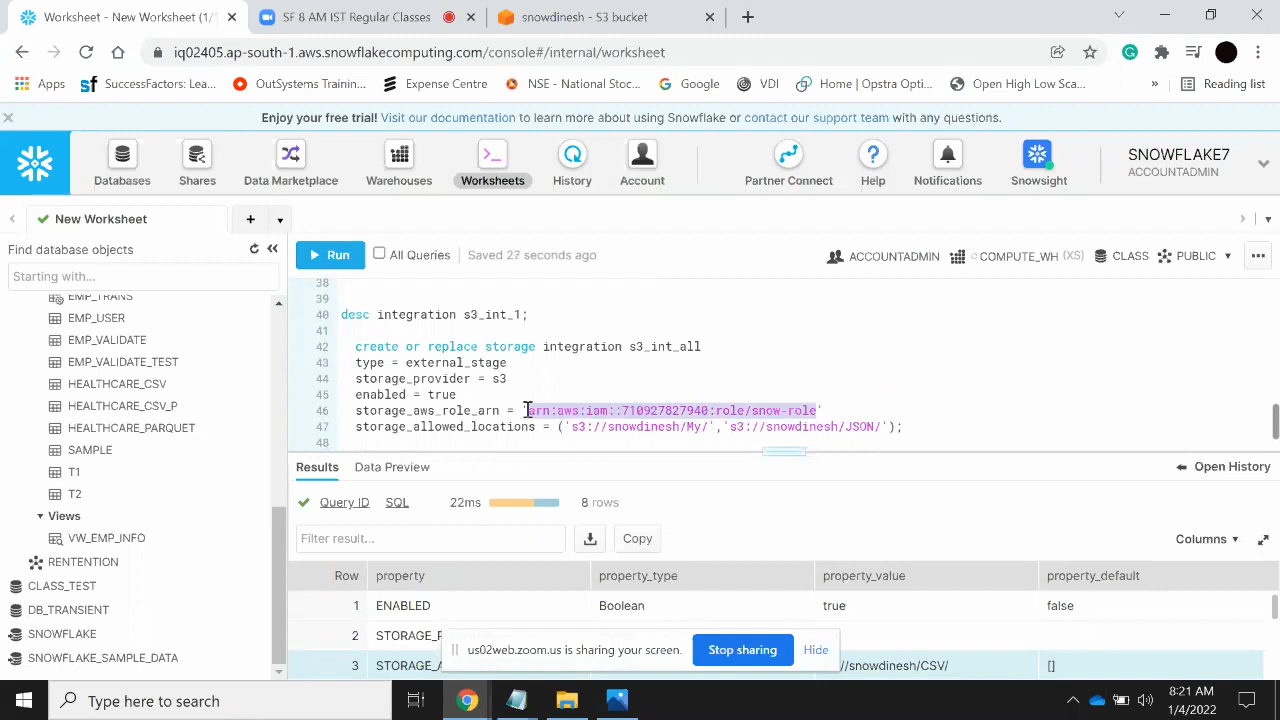 Worksheet - New Worksheet (1/1
SF 8 AM IST Regular Classes
snowdinesh - S3 bucket
iq02405.ap-south-1.aws.snowflakecomputing.com/console#/internal/worksheet
Apps
SuccessFactors: Lea...
OutSystems Training...
Expense Centre
NSE - National Stoc...
Google
VDI
Home | Opstra Opti...
Open High Low Sca...
»
Reading list
Enjoy your free trial! Visit our documentation to learn more about using Snowflake or contact our support team with any questions.
Databases
Shares
Data Marketplace
Warehouses
Worksheets
History
Account
Partner Connect
Help
Notifications
Snowsight
SNOWFLAKE7
ACCOUNTADMIN
New Worksheet
Find database objects
Starting with...
EMP_TRANS
EMP_USER
EMP_VALIDATE
EMP_VALIDATE_TEST
HEALTHCARE_CSV
HEALTHCARE_CSV_P
HEALTHCARE_PARQUET
SAMPLE
T1
T2
Views
VW_EMP_INFO
RENTENTION
CLASS_TEST
DB_TRANSIENT
SNOWFLAKE
SNOWFLAKE_SAMPLE_DATA
Run
All Queries
Saved 27 seconds ago
ACCOUNTADMIN
COMPUTE_WH (XS)
CLASS
PUBLIC
38
39
40 desc integration s3_int_1;
41
42 create or replace storage integration s3_int_all
43 type = external_stage
44 storage_provider = s3
45 enabled = true
46 storage_aws_role_arn = 'arn:aws:iam::710927827940:role/snow-role'
47 storage_allowed_locations = ('s3://snowdinesh/My/','s3://snowdinesh/JSON/');
48
Results
Data Preview
Open History
Query ID
SQL
22ms
8 rows
Filter result...
Copy
Columns
Row property property_type property_value property_default
1 ENABLED Boolean true false
2 STORAGE_P
3 STORAGE_A //snowdinesh/CSV/ []
us02web.zoom.us is sharing your screen.
Stop sharing
Hide
Type here to search
8:21 AM
1/4/2022